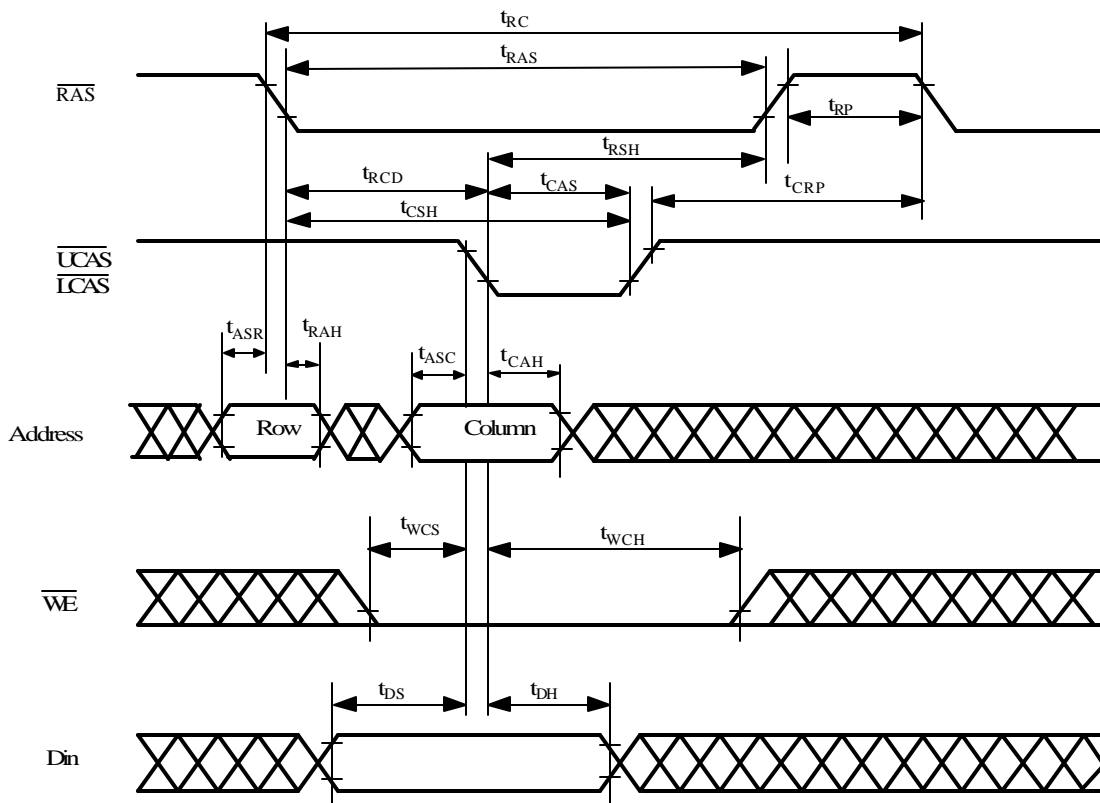 tRC
tRAS
RAS
tRP
tRSH
tRCD
tCAS
tCRP
tCSH
UCAS
LCAS
tASR
tRAH
tASC
tCAH
Address
Row
Column
tWCS
tWCH
WE
tDS
tDH
Din